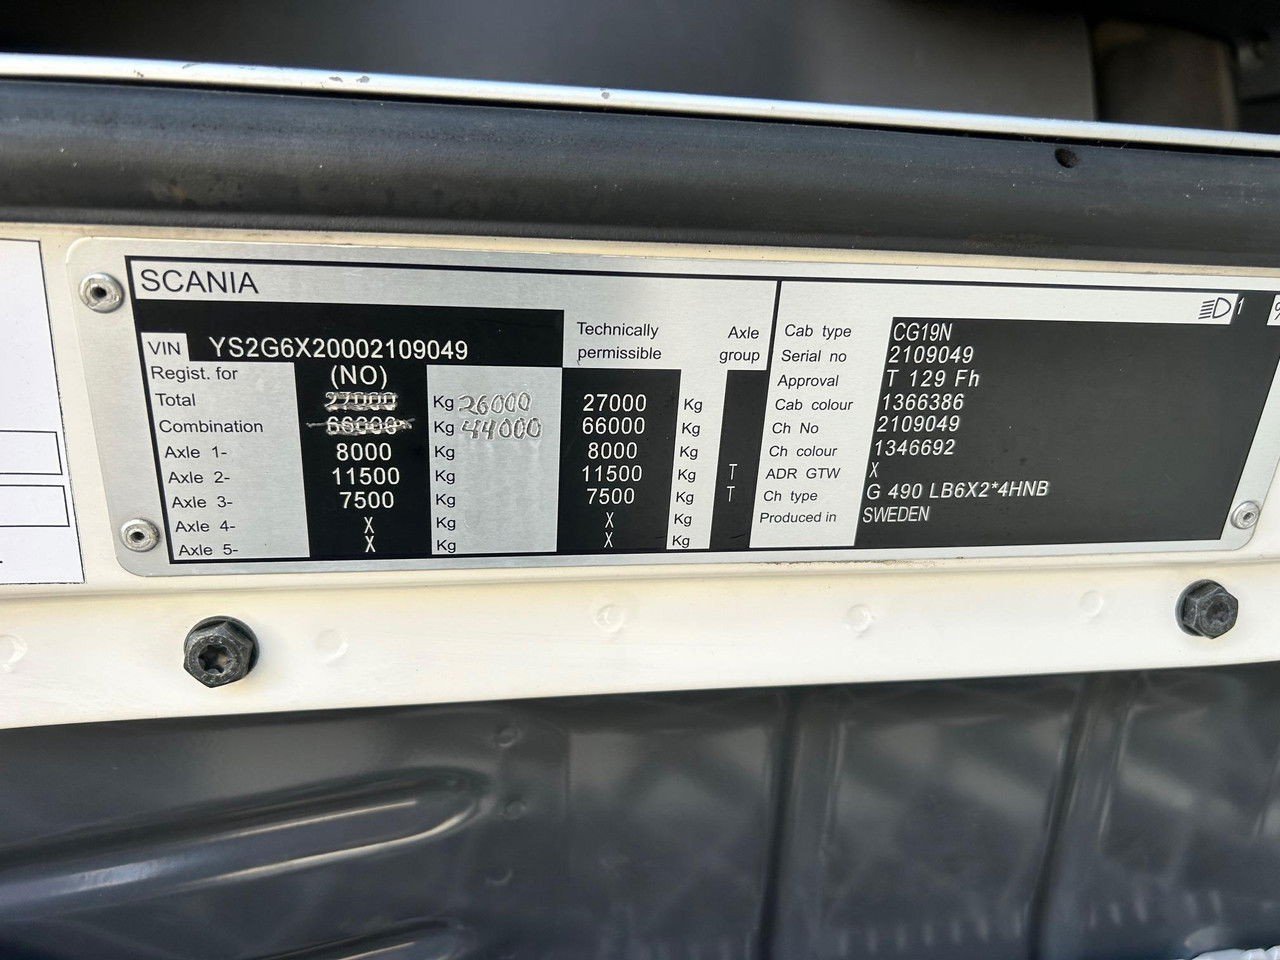 SCANIA
VIN YS2G6X20002109049
Technically permissible Axle group
Regist. for (NO)
Total 27000 Kg 26000 27000 Kg
Combination 66000 Kg 44000 66000 Kg
Axle 1- 8000 Kg 8000 Kg
Axle 2- 11500 Kg 11500 Kg T
Axle 3- 7500 Kg 7500 Kg T
Axle 4- X Kg X Kg
Axle 5- X Kg X Kg
1
Cab type CG19N
Serial no 2109049
Approval T 129 Fh
Cab colour 1366386
Ch No 2109049
Ch colour 1346692
ADR GTW X
Ch type G 490 LB6X2*4HNB
Produced in SWEDEN